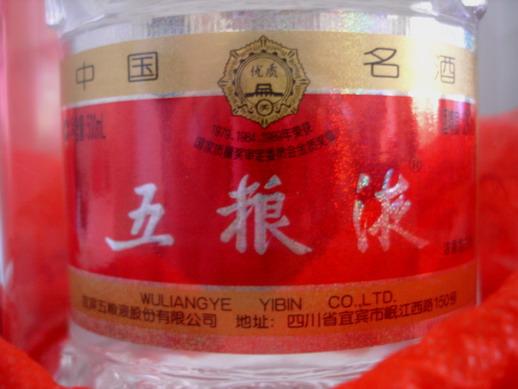 中国 名酒
优质
1979、1984、1989年荣获
国家质量奖审定委员会金质奖章
五粮液®
WULIANGYE YIBIN CO.,LTD.
宜宾五粮液股份有限公司 地址：四川省宜宾市岷江西路150号